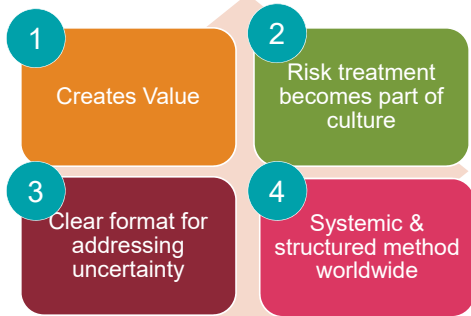 1
Creates Value
2
Risk treatment
becomes part of
culture
3
Clear format for
addressing
uncertainty
4
Systemic &
structured method
worldwide